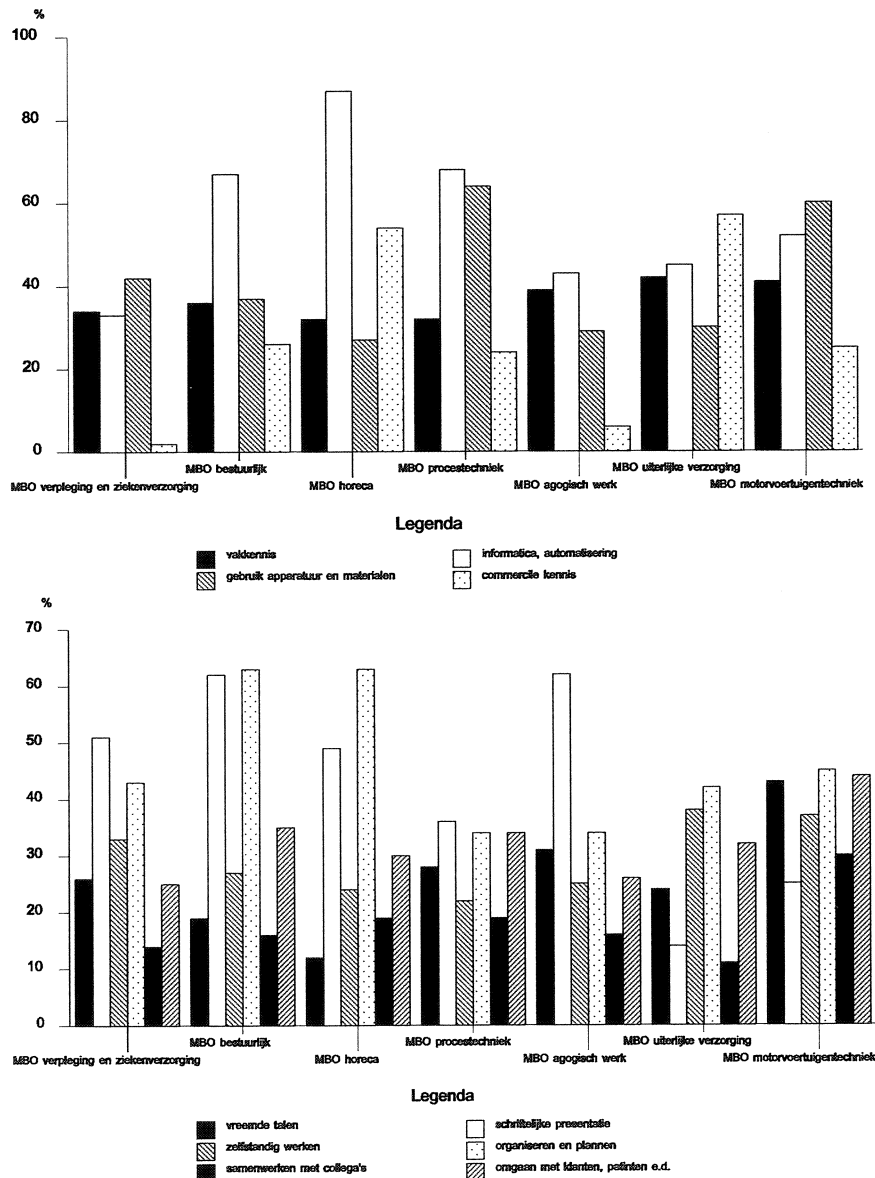 %
100
80
60
40
20
0
MBO bestuurlijk MBO procestechniek MBO uiterlijke verzorging
MBO verpleging en ziekenverzorging MBO horeca MBO agogisch werk MBO motorvoertuigentechniek
Legenda
vakkennis informatica, automatisering
gebruik apparatuur en materialen commercile kennis
%
70
60
50
40
30
20
10
0
MBO bestuurlijk MBO procestechniek MBO uiterlijke verzorging
MBO verpleging en ziekenverzorging MBO horeca MBO agogisch werk MBO motorvoertuigentechniek
Legenda
vreemde talen schriftelijke presentatie
zelfstandig werken organiseren en plannen
samenwerken met collega's omgaan met klanten, patinten e.d.